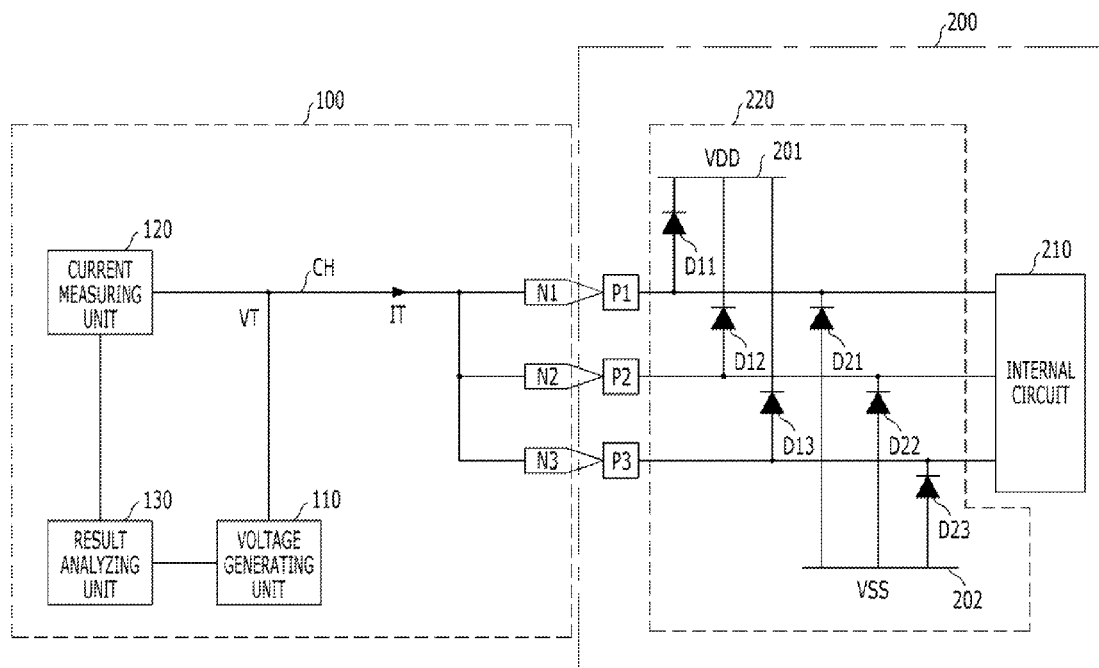 200
100
220
VDD
201
120
CURRENT
MEASURING
UNIT
CH
VT
IT
N1
P1
D11
D12
D21
210
INTERNAL
CIRCUIT
N2
P2
D13
D22
N3
P3
D23
130
RESULT
ANALYZING
UNIT
110
VOLTAGE
GENERATING
UNIT
VSS
202